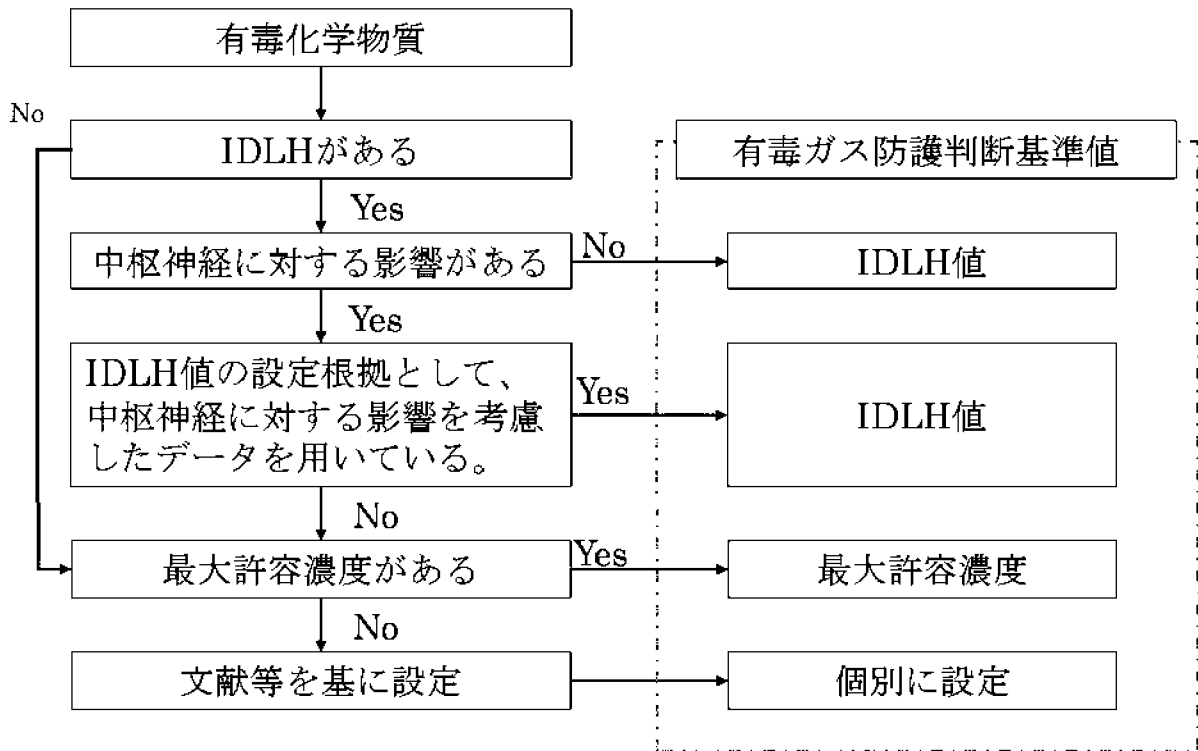 有毒化学物質
No
IDLHがある
有毒ガス防護判断基準値
Yes
中枢神経に対する影響がある
No
IDLH値
Yes
IDLH値の設定根拠として、
中枢神経に対する影響を考慮
したデータを用いている。
Yes
IDLH値
No
最大許容濃度がある
Yes
最大許容濃度
No
文献等を基に設定
個別に設定